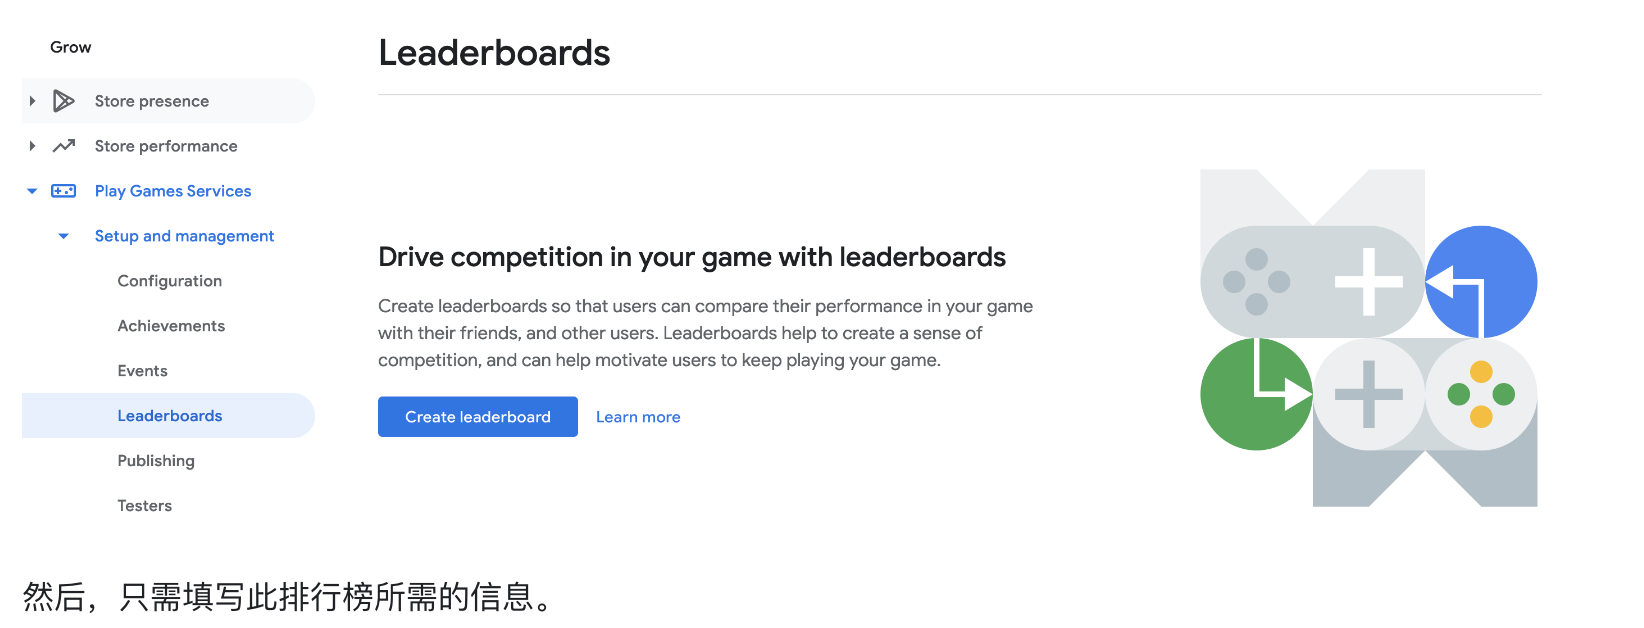 Grow
Store presence
Store performance
Play Games Services
Setup and management
Configuration
Achievements
Events
Leaderboards
Publishing
Testers
Leaderboards
Drive competition in your game with leaderboards
Create leaderboards so that users can compare their performance in your game
with their friends, and other users. Leaderboards help to create a sense of
competition, and can help motivate users to keep playing your game.
Create leaderboard Learn more
然后，只需填写此排行榜所需的信息。